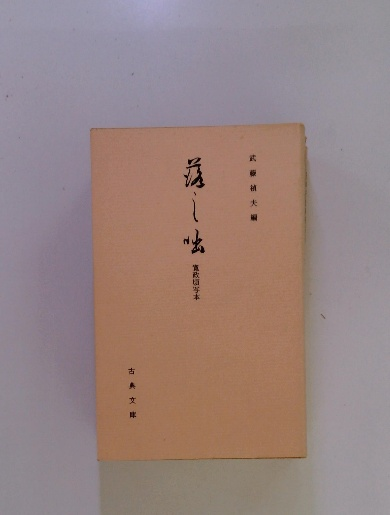 武藤禎夫編
落し咄
寛政頃写本
古典文庫